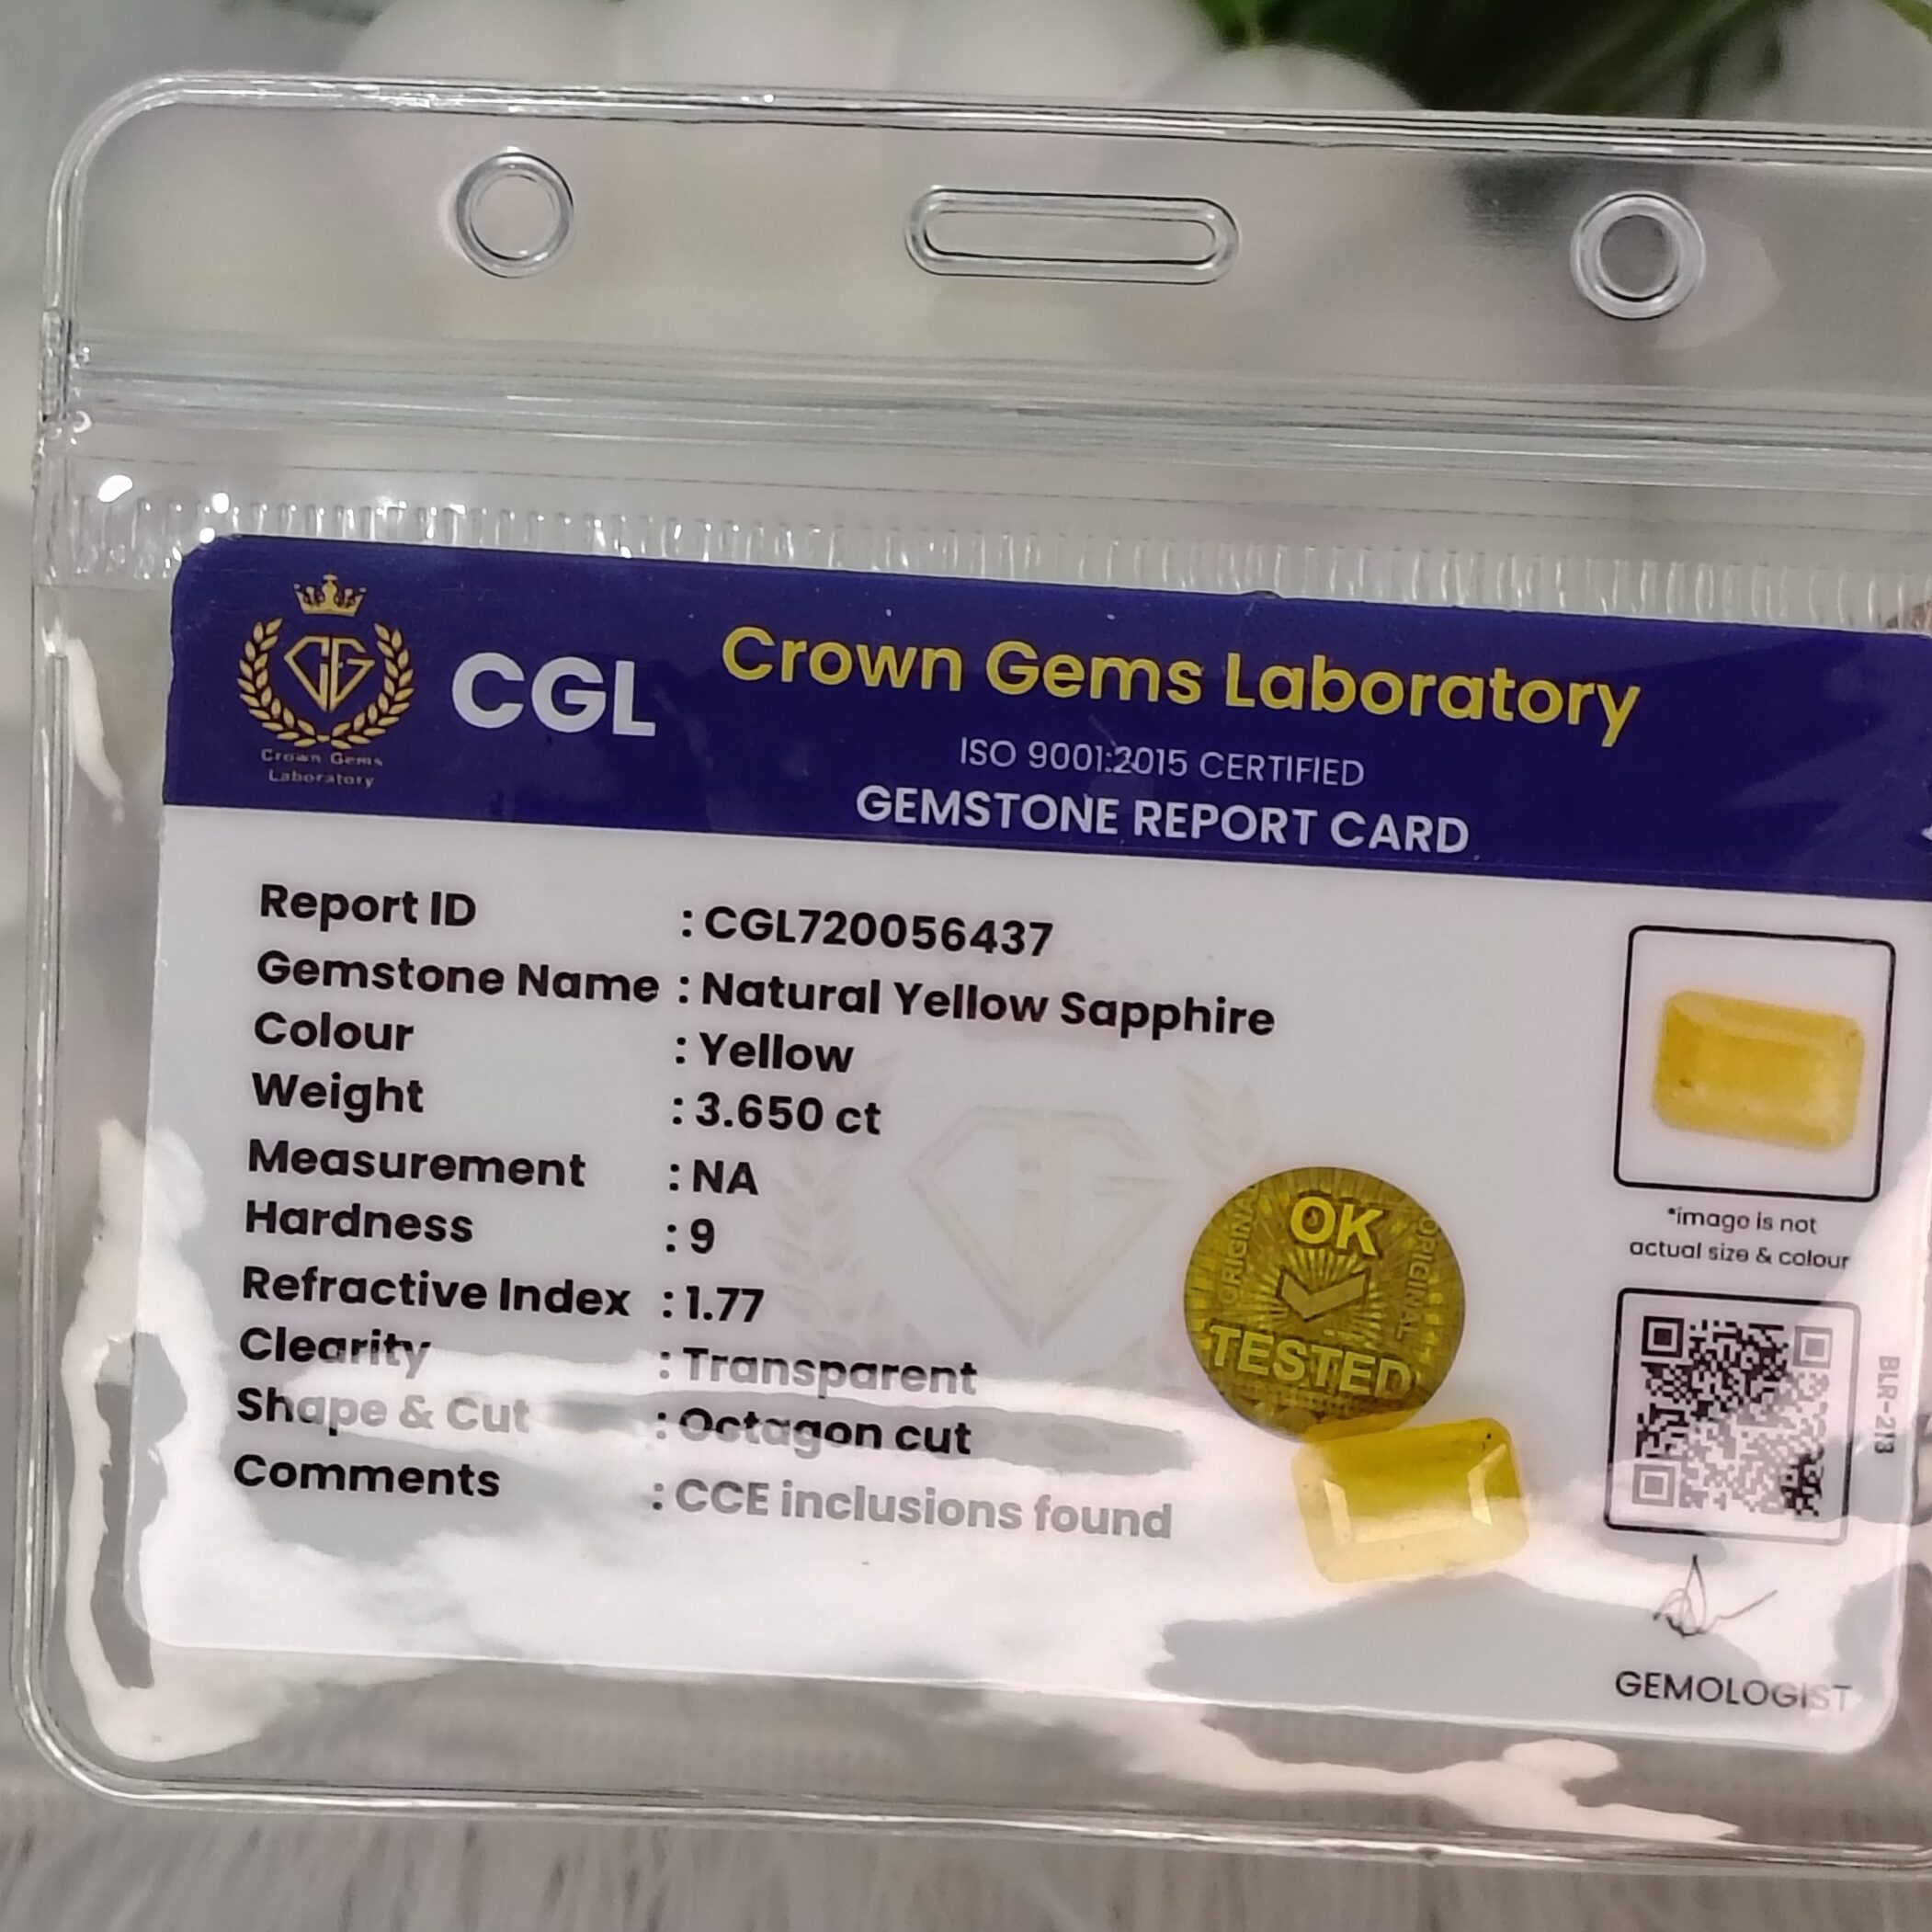 CGL
Crown Gems
Laboratory
Crown Gems Laboratory
ISO 9001:2015 CERTIFIED
GEMSTONE REPORT CARD
Report ID : CGL720056437
Gemstone Name : Natural Yellow Sapphire
Colour : Yellow
Weight : 3.650 ct
Measurement : NA
Hardness : 9
Refractive Index : 1.77
Clearity : Transparent
Shape & Cut : Octagon cut
Comments : CCE inclusions found
OK
ORIGINAL
ORIGINAL
TESTED
*image is not
actual size & colour
BLR-213
GEMOLOGIST